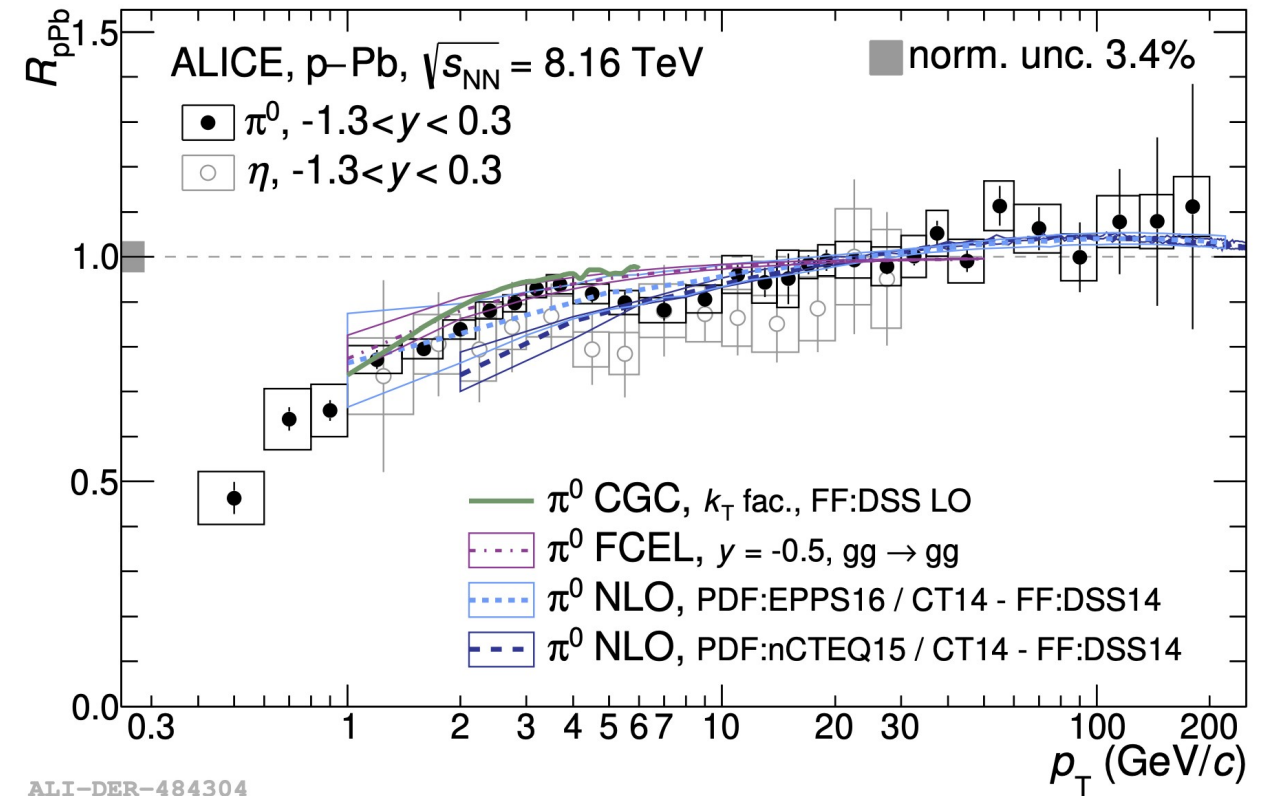 R_pPb
1.5
ALICE, p–Pb, √s_NN = 8.16 TeV
norm. unc. 3.4%
π⁰, -1.3<y<0.3
η, -1.3<y<0.3
1.0
0.5
π⁰ CGC, k_T fac., FF:DSS LO
π⁰ FCEL, y = -0.5, gg → gg
π⁰ NLO, PDF:EPPS16 / CT14 - FF:DSS14
π⁰ NLO, PDF:nCTEQ15 / CT14 - FF:DSS14
0.0
0.3 1 2 3 4 5 6 7 10 20 30 100 200
p_T (GeV/c)
ALI-DER-484304